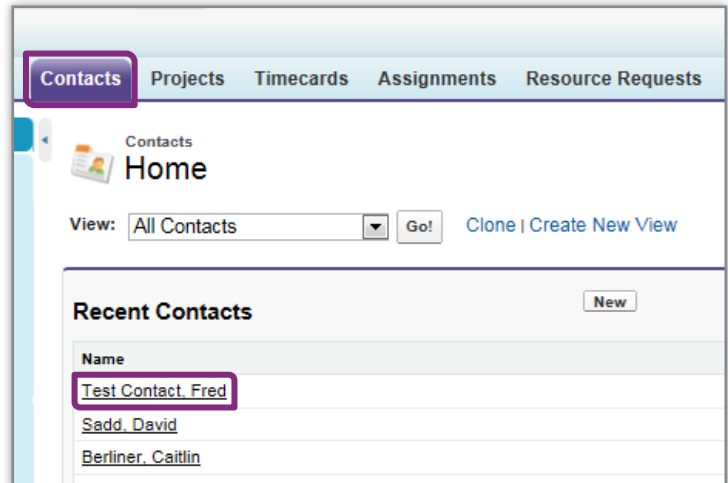 Contacts Projects Timecards Assignments Resource Requests
Contacts
Home
View: All Contacts Go! Clone | Create New View
Recent Contacts New
Name
Test Contact, Fred
Sadd, David
Berliner, Caitlin